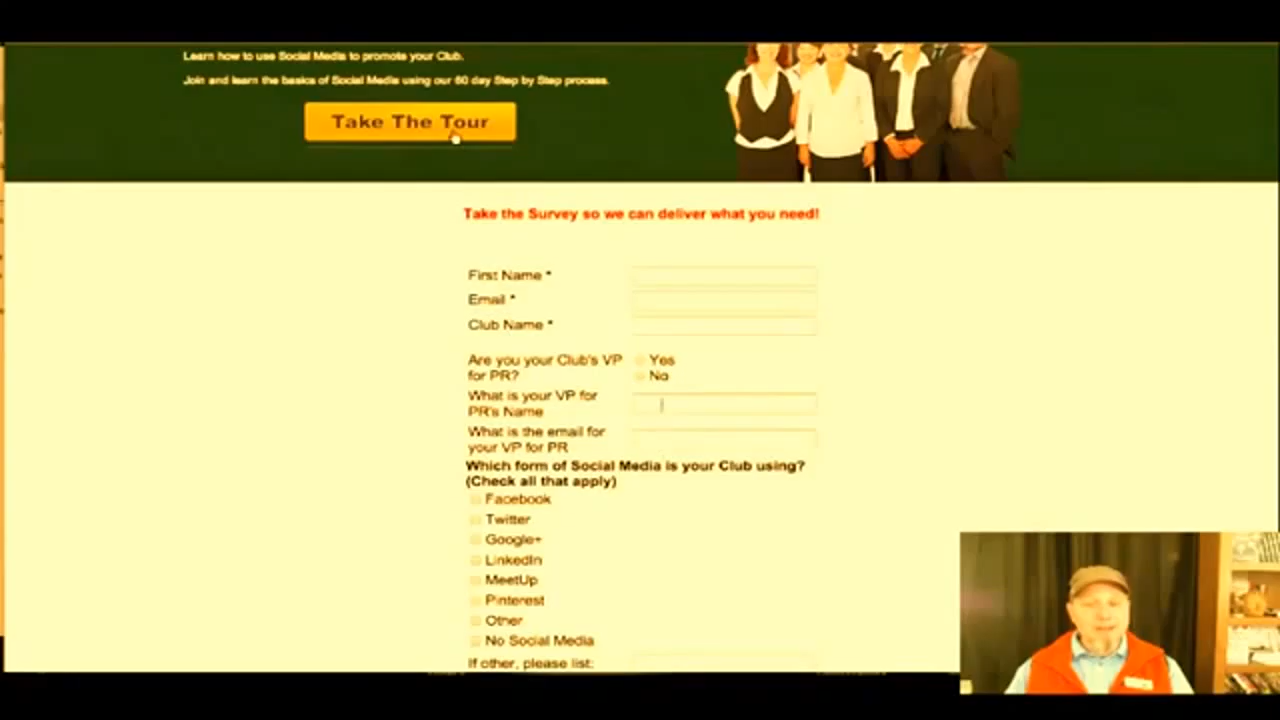 Learn how to use Social Media to promote your Club.
Join and learn the basics of Social Media using our 60 day Step by Step process.
Take The Tour
Take the Survey so we can deliver what you need!
First Name *
Email *
Club Name *
Are you your Club's VP
for PR?
Yes
No
What is your VP for
PR's Name
What is the email for
your VP for PR
Which form of Social Media is your Club using?
(Check all that apply)
Facebook
Twitter
Google+
LinkedIn
MeetUp
Pinterest
Other
No Social Media
If other, please list: